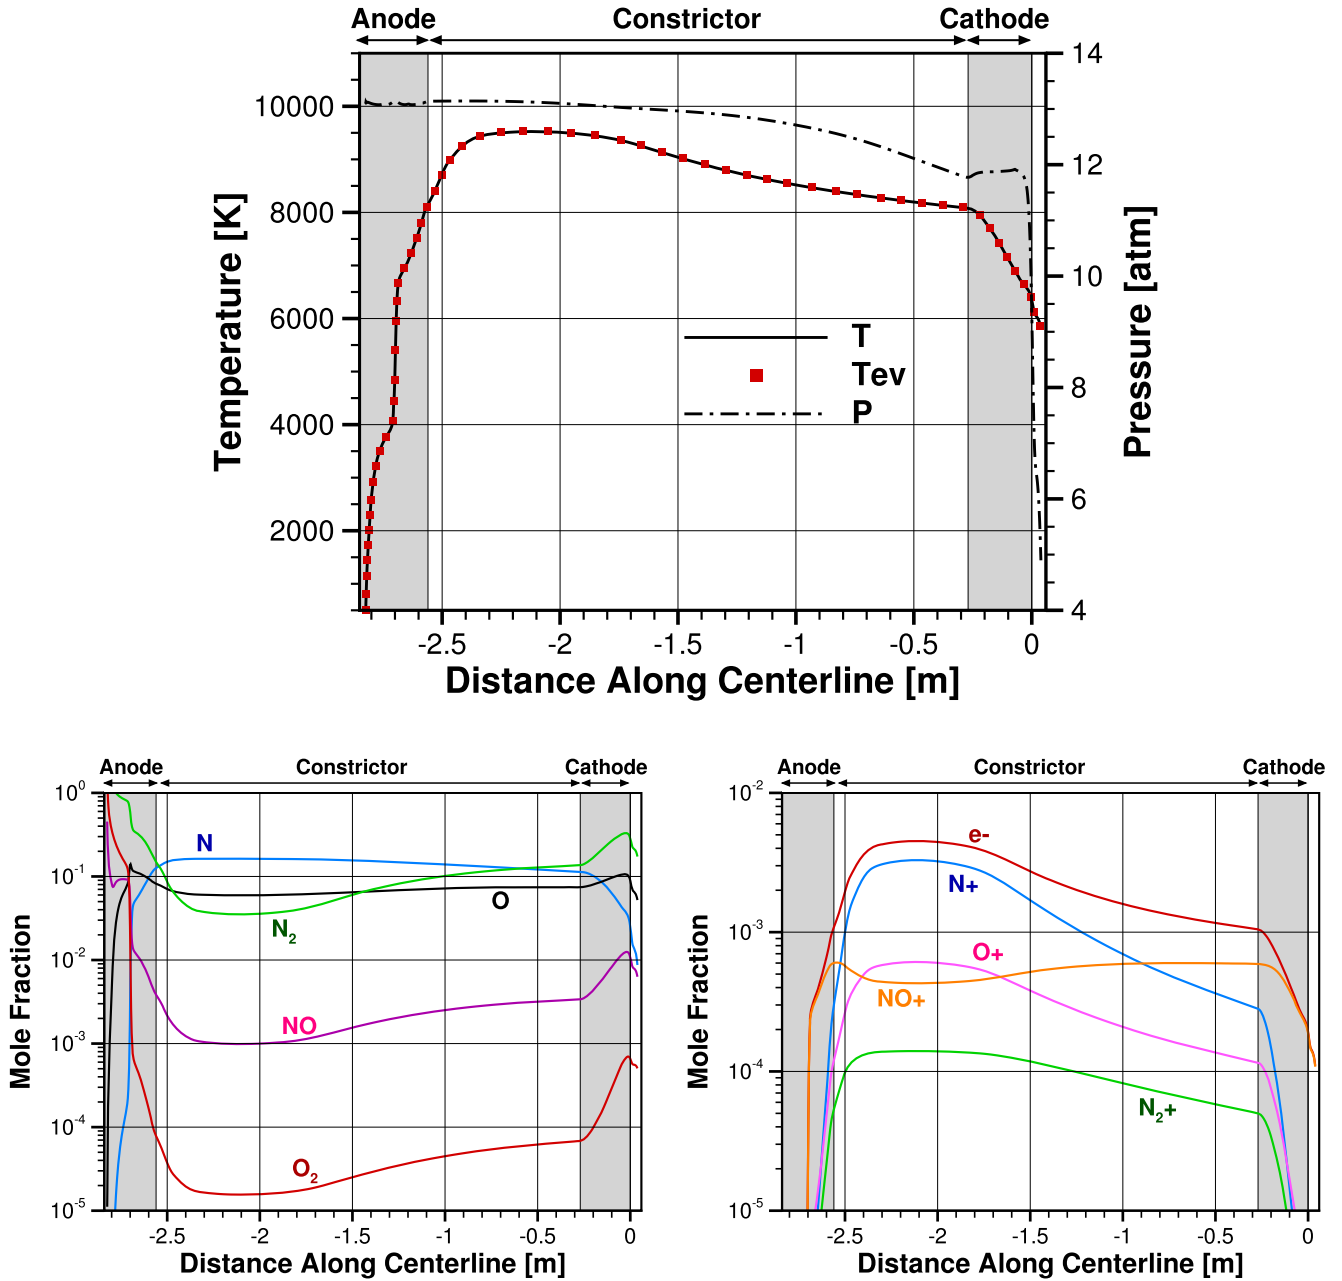 Anode Constrictor Cathode
14
10000
12
8000
10
6000
T
Tev
8
P
4000
6
2000
4
-2.5 -2 -1.5 -1 -0.5 0
Temperature [K]
Pressure [atm]
Distance Along Centerline [m]
Anode Constrictor Cathode
10^0
N
10^-1
O
N2
10^-2
NO
10^-3
10^-4
O2
10^-5
-2.5 -2 -1.5 -1 -0.5 0
Mole Fraction
Distance Along Centerline [m]
Anode Constrictor Cathode
10^-2
e-
N+
10^-3
O+
NO+
10^-4
N2+
10^-5
-2.5 -2 -1.5 -1 -0.5 0
Mole Fraction
Distance Along Centerline [m]